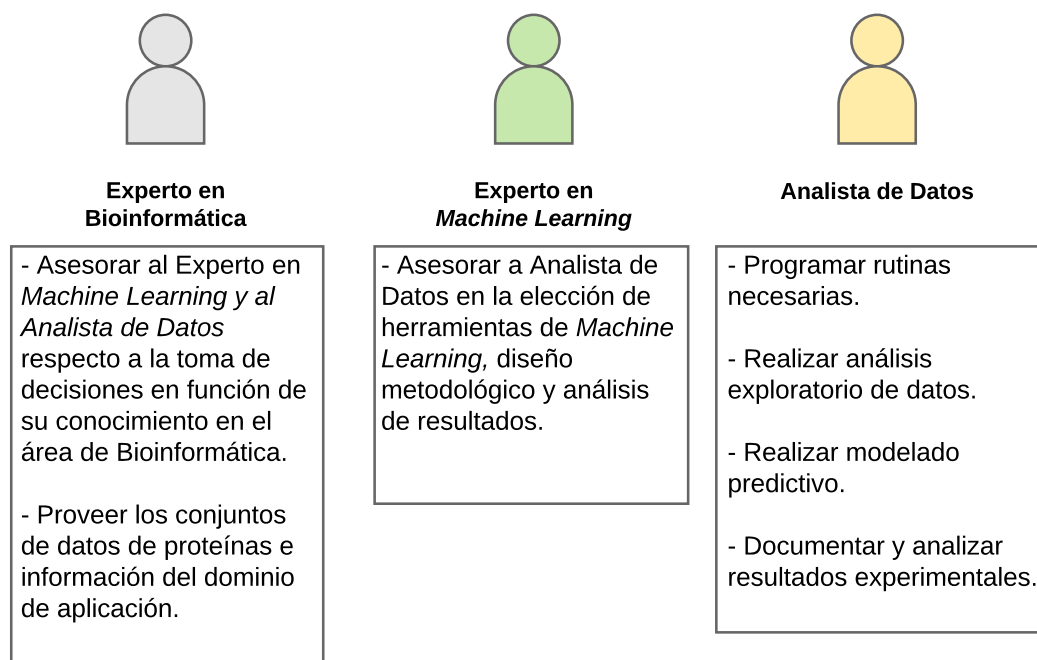 Experto en
Bioinformática
- Asesorar al Experto en
Machine Learning y al
Analista de Datos
respecto a la toma de
decisiones en función de
su conocimiento en el
área de Bioinformática.
- Proveer los conjuntos
de datos de proteínas e
información del dominio
de aplicación.
Experto en
Machine Learning
- Asesorar a Analista de
Datos en la elección de
herramientas de Machine
Learning, diseño
metodológico y análisis
de resultados.
Analista de Datos
- Programar rutinas
necesarias.
- Realizar análisis
exploratorio de datos.
- Realizar modelado
predictivo.
- Documentar y analizar
resultados experimentales.